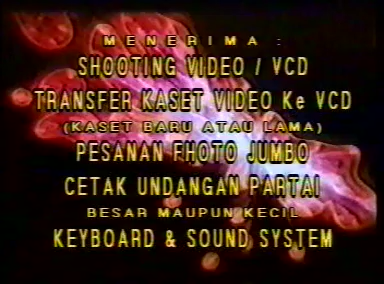 MENERIMA :
SHOOTING VIDEO / VCD
TRANSFER KASET VIDEO Ke VCD
(KASET BARU ATAU LAMA)
PESANAN FHOTO JUMBO
CETAK UNDANGAN PARTAI
BESAR MAUPUN KECIL
KEYBOARD & SOUND SYSTEM